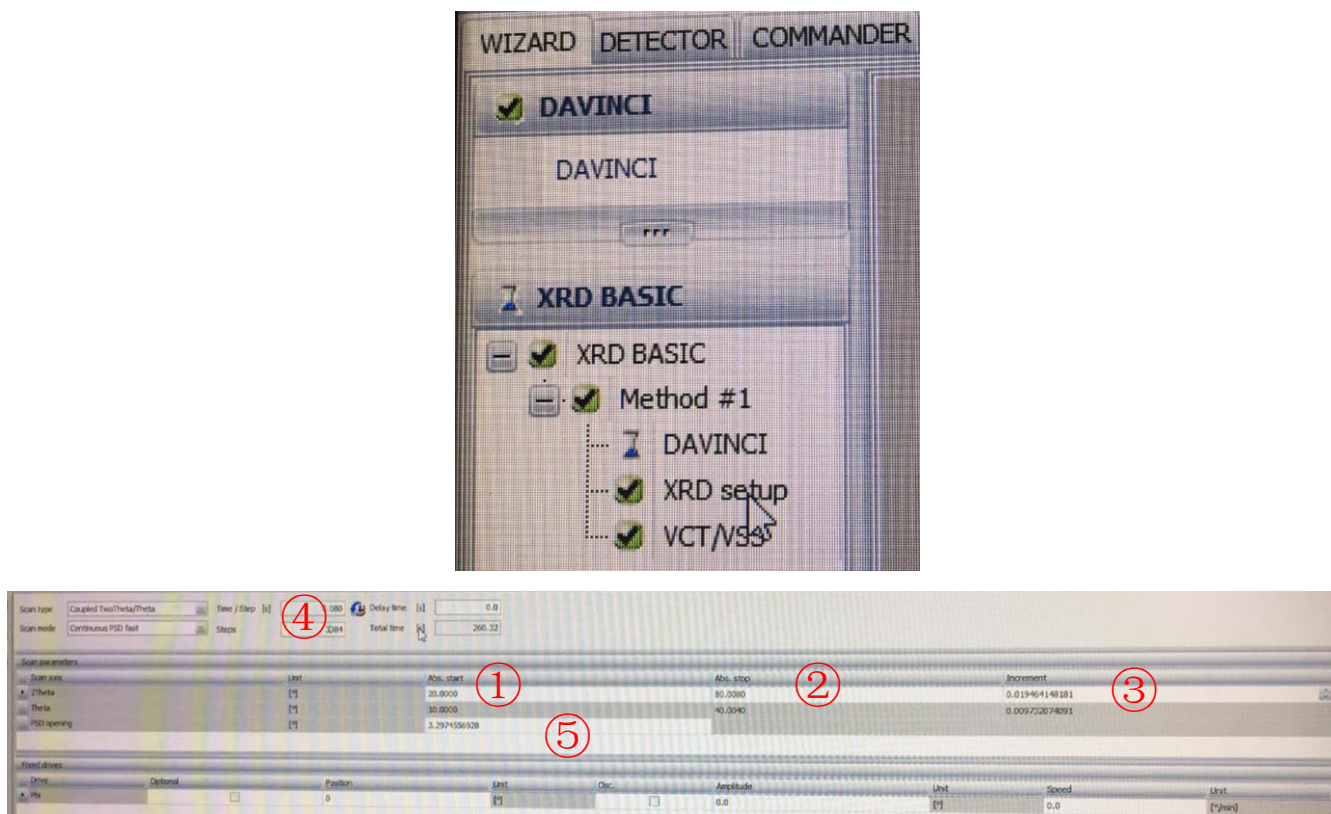 WIZARD DETECTOR COMMANDER
DAVINCI
DAVINCI
XRD BASIC
XRD BASIC
Method #1
DAVINCI
XRD setup
VCT/VSS
Scan type Coupled TwoTheta/Theta Time / Step [s] ④ .080 Delay time [s] 0.0
Scan mode Continuous PSD fast Steps Total time 260.32
Scan parameters
Scan axis Unit Abs. start Abs. stop Increment
2Theta [°] 20.0000 ① 80.0080 ② 0.019464148181 ③
Theta [°] 10.0000 40.0040 0.009732074091
PSD opening [°] 3.2974556928 ⑤
Fixed drives
Drive Optional Position Unit Osc. Amplitude Unit Speed Unit
Phi 0 [°] 0.0 [°] 0.0 [°/min]